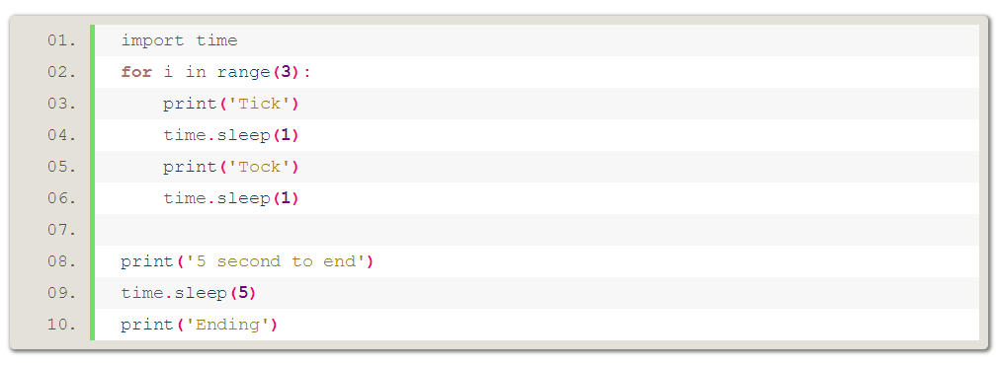 01. import time
02. for i in range(3):
03.     print('Tick')
04.     time.sleep(1)
05.     print('Tock')
06.     time.sleep(1)
07.
08. print('5 second to end')
09. time.sleep(5)
10. print('Ending')